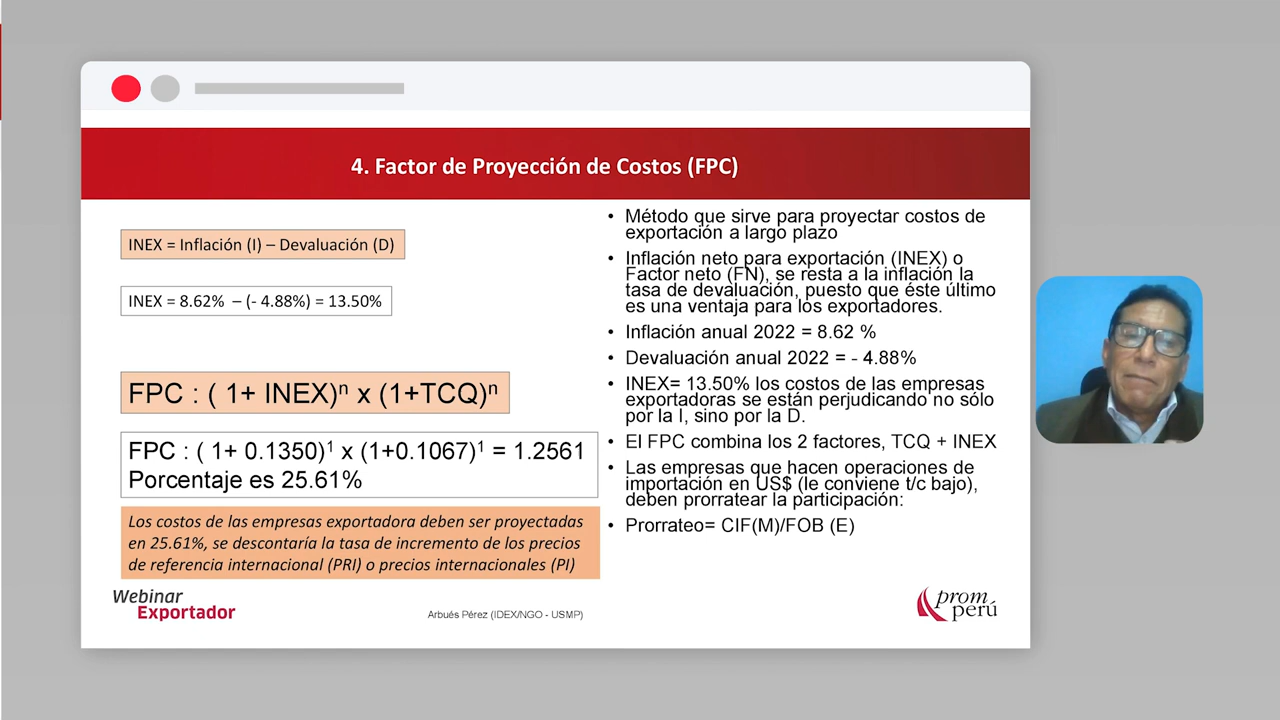 4. Factor de Proyección de Costos (FPC)
INEX = Inflación (I) – Devaluación (D)
INEX = 8.62% – (- 4.88%) = 13.50%
FPC : ( 1+ INEX)ⁿ x (1+TCQ)ⁿ
FPC : ( 1+ 0.1350)¹ x (1+0.1067)¹ = 1.2561
Porcentaje es 25.61%
Los costos de las empresas exportadora deben ser proyectadas
en 25.61%, se descontaría la tasa de incremento de los precios
de referencia internacional (PRI) o precios internacionales (PI)
• Método que sirve para proyectar costos de
exportación a largo plazo
• Inflación neto para exportación (INEX) o
Factor neto (FN), se resta a la inflación la
tasa de devaluación, puesto que éste último
es una ventaja para los exportadores.
• Inflación anual 2022 = 8.62 %
• Devaluación anual 2022 = - 4.88%
• INEX= 13.50% los costos de las empresas
exportadoras se están perjudicando no sólo
por la I, sino por la D.
• El FPC combina los 2 factores, TCQ + INEX
• Las empresas que hacen operaciones de
importación en US$ (le conviene t/c bajo),
deben prorratear la participación:
• Prorrateo= CIF(M)/FOB (E)
Webinar
Exportador
Arbués Pérez (IDEX/NGO - USMP)
prom
perú